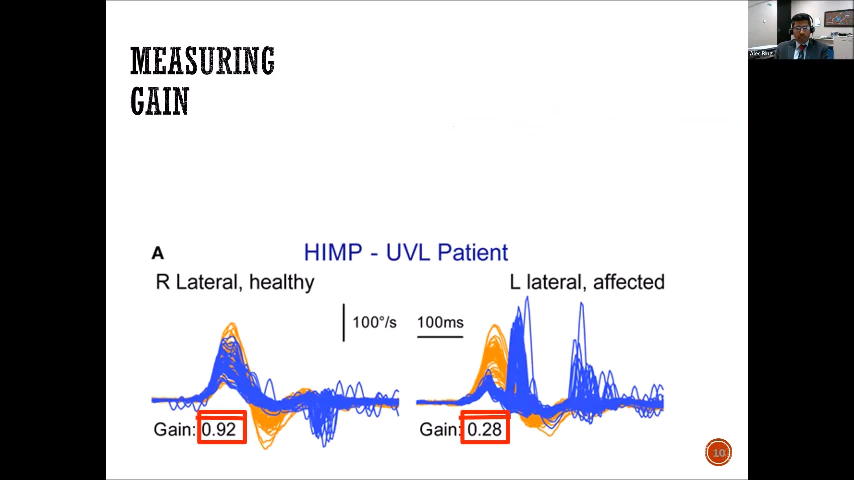 MEASURING
GAIN
A
HIMP - UVL Patient
R Lateral, healthy
L lateral, affected
100°/s
100ms
Gain: 0.92
Gain: 0.28
10